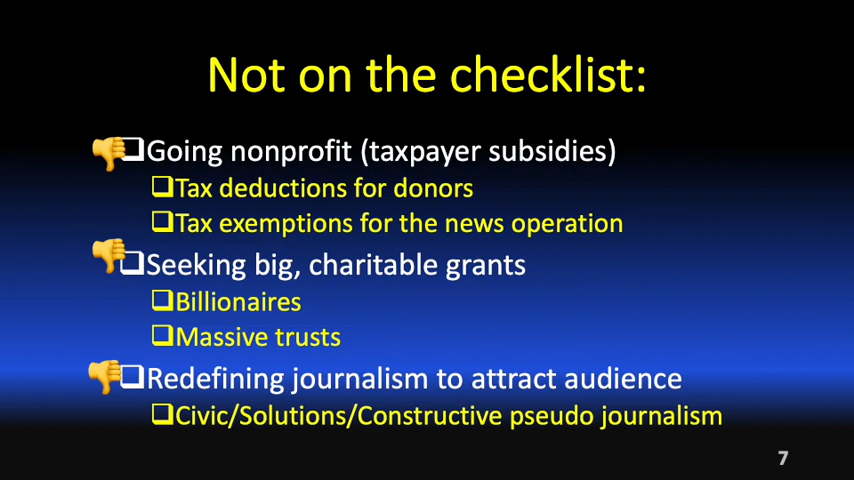 Not on the checklist:
Going nonprofit (taxpayer subsidies)
Tax deductions for donors
Tax exemptions for the news operation
Seeking big, charitable grants
Billionaires
Massive trusts
Redefining journalism to attract audience
Civic/Solutions/Constructive pseudo journalism
7